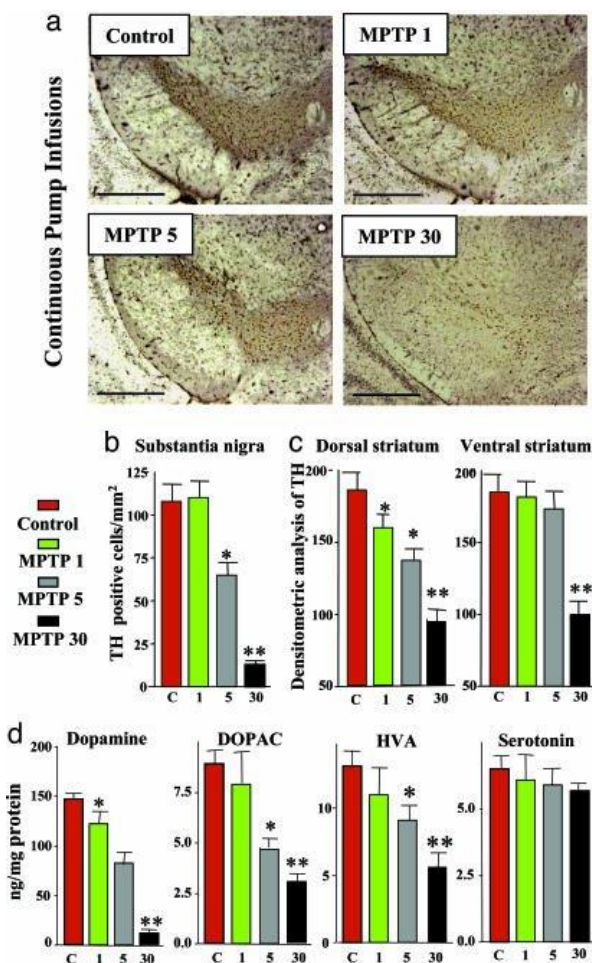 a
Control
MPTP 1
MPTP 5
MPTP 30
Continuous Pump Infusions
b Substantia nigra
TH positive cells/mm²
125
100
75
50
25
0
C 1 5 30
*
**
Control
MPTP 1
MPTP 5
MPTP 30
c Dorsal striatum
Densitometric analysis of TH
200
150
100
50
C 1 5 30
*
*
**
Ventral striatum
200
150
100
50
C 1 5 30
**
d Dopamine
ng/mg protein
200
150
100
50
0
C 1 5 30
*
**
DOPAC
7.5
5.0
2.5
0.0
C 1 5 30
*
**
HVA
10
5
0
C 1 5 30
*
**
Serotonin
5.0
2.5
0.0
C 1 5 30